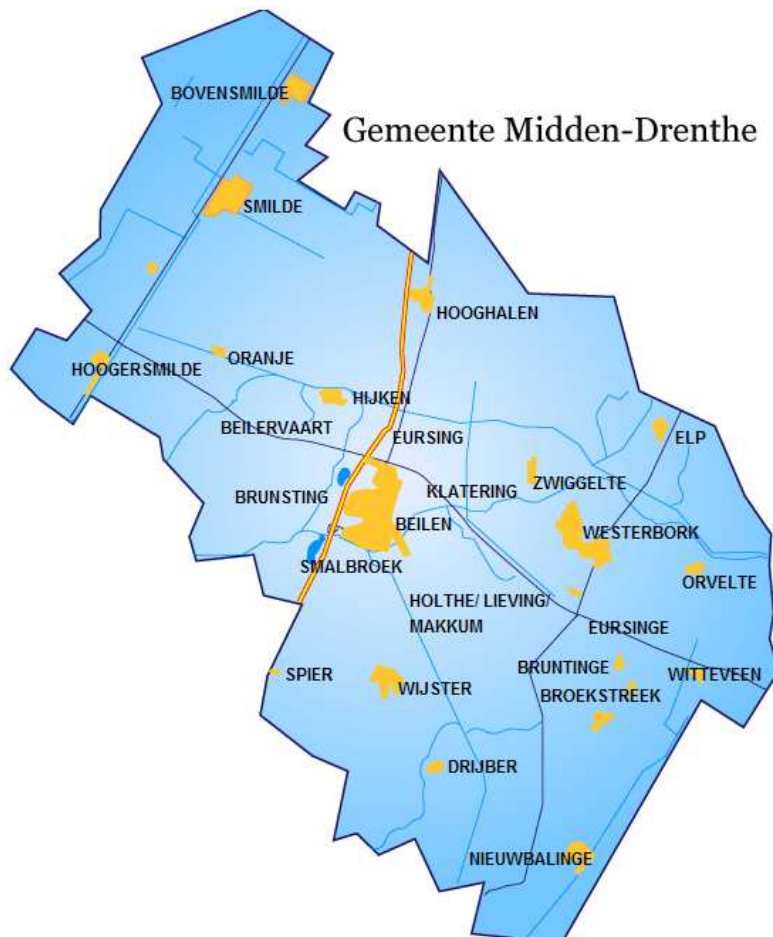 BOVENSMILDE
Gemeente Midden-Drenthe
SMILDE
HOOGHALEN
ORANJE
HOOGERSMILDE
HIJKEN
BEILERVAART
EURSING
ELP
ZWIGGELTE
KLATERING
BRUNSTING
BEILEN
WESTERBORK
SMALBROEK
ORVELTE
HOLTHE/ LIEVING/
MAKKUM
EURSINGE
BRUNTINGE
SPIER
WITTEVEEN
WIJSTER
BROEKSTREEK
DRIJBER
NIEUWBALINGE